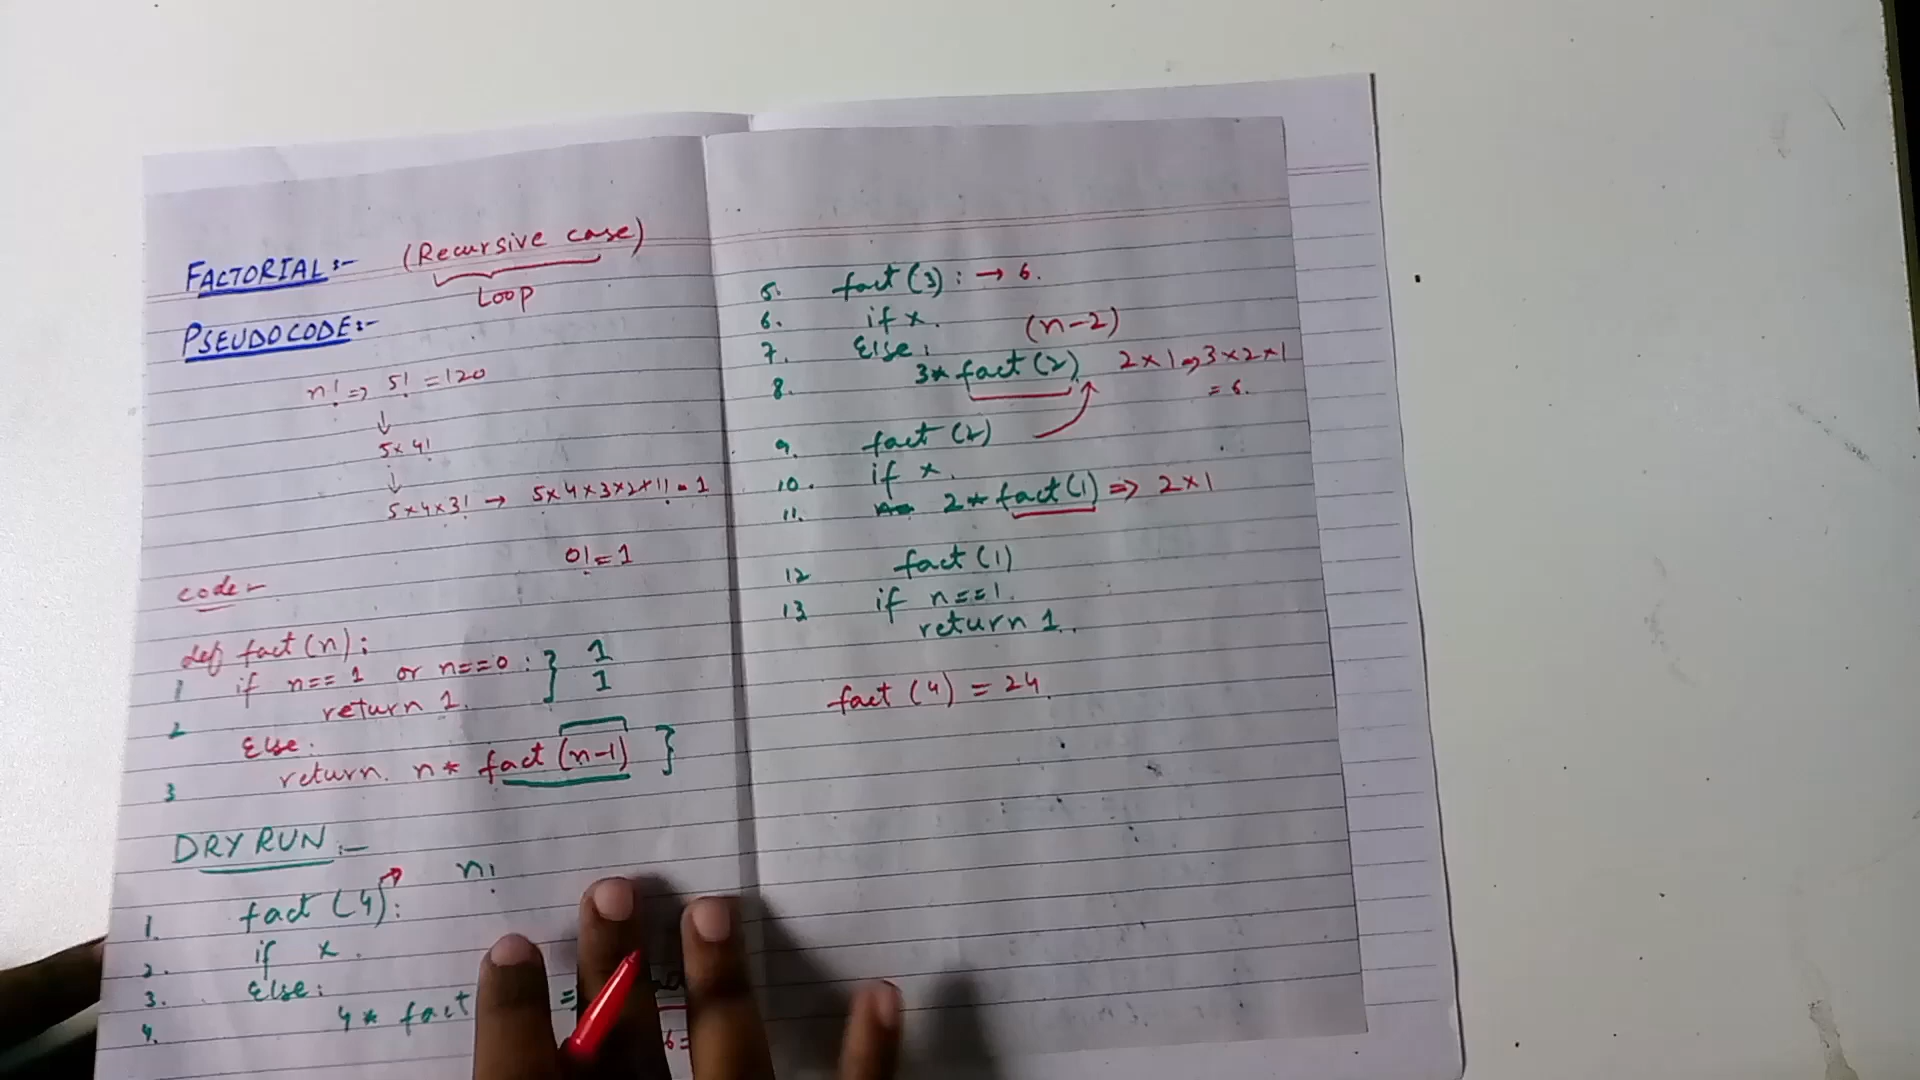 FACTORIAL:- (Recursive case)
Loop
PSEUDOCODE:-
n! => 5! = 120
↓
5×4!
↓
5×4×3! → 5×4×3×2×1! = 1
0! = 1
code:-
def fact(n):
1 if n==1 or n==0: } 1
2 return 1. 1
Else.
3 return. n* fact (n-1) }
DRY RUN:-
n!
1. fact (4):
2. if x.
3. Else:
4. 4* fact =
6=
5. fact (3): → 6.
6. if x. (n-2)
7. Else:
8. 3* fact (2) 2×1 => 3×2×1
= 6.
9. fact (2)
10. if x.
11. 2* fact(1) => 2×1
12 fact (1)
13 if n==1.
return 1.
fact (4) = 24.